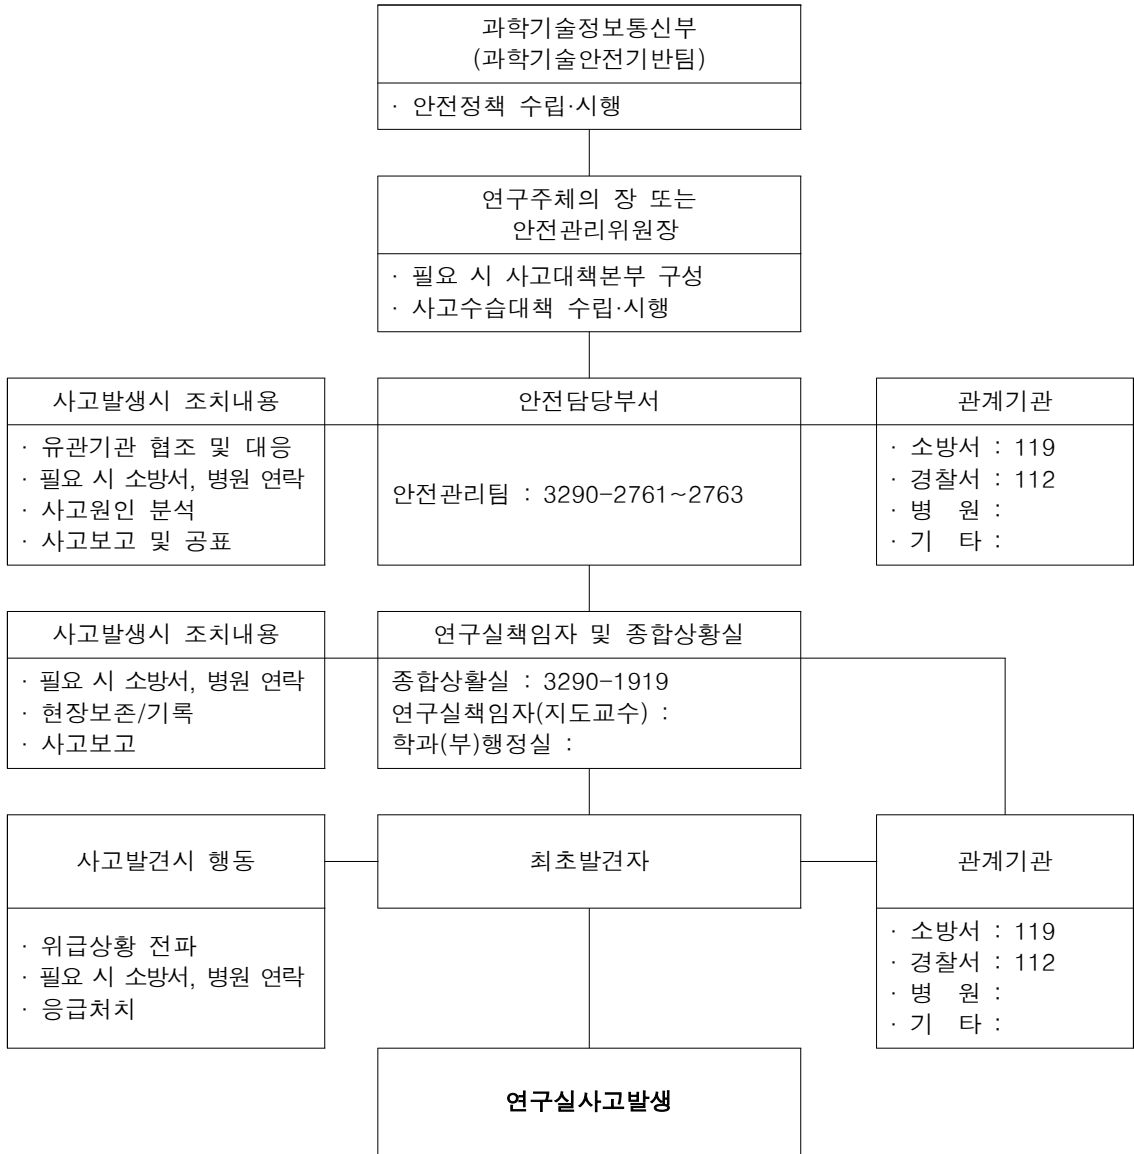 과학기술정보통신부
(과학기술안전기반팀)
· 안전정책 수립·시행
연구주체의 장 또는
안전관리위원장
· 필요 시 사고대책본부 구성
· 사고수습대책 수립·시행
사고발생시 조치내용
· 유관기관 협조 및 대응
· 필요 시 소방서, 병원 연락
· 사고원인 분석
· 사고보고 및 공표
안전담당부서
안전관리팀 : 3290-2761~2763
관계기관
· 소방서 : 119
· 경찰서 : 112
· 병 원 :
· 기 타 :
사고발생시 조치내용
· 필요 시 소방서, 병원 연락
· 현장보존/기록
· 사고보고
연구실책임자 및 종합상황실
종합상활실 : 3290-1919
연구실책임자(지도교수) :
학과(부)행정실 :
사고발견시 행동
· 위급상황 전파
· 필요 시 소방서, 병원 연락
· 응급처치
최초발견자
관계기관
· 소방서 : 119
· 경찰서 : 112
· 병 원 :
· 기 타 :
연구실사고발생